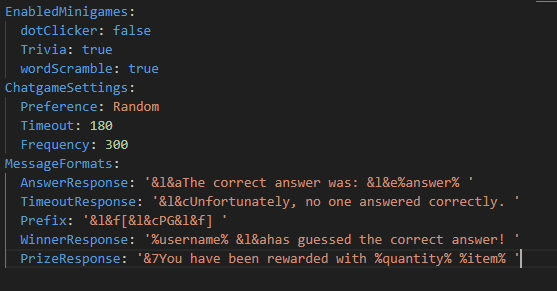 EnabledMinigames:
dotClicker: false
Trivia: true
wordScramble: true
ChatgameSettings:
Preference: Random
Timeout: 180
Frequency: 300
MessageFormats:
AnswerResponse: '&l&aThe correct answer was: &l&e%answer% '
TimeoutResponse: '&l&cUnfortunately, no one answered correctly. '
Prefix: '&l&f[&l&cPG&l&f] '
WinnerResponse: '%username% &l&ahas guessed the correct answer! '
PrizeResponse: '&7You have been rewarded with %quantity% %item% '